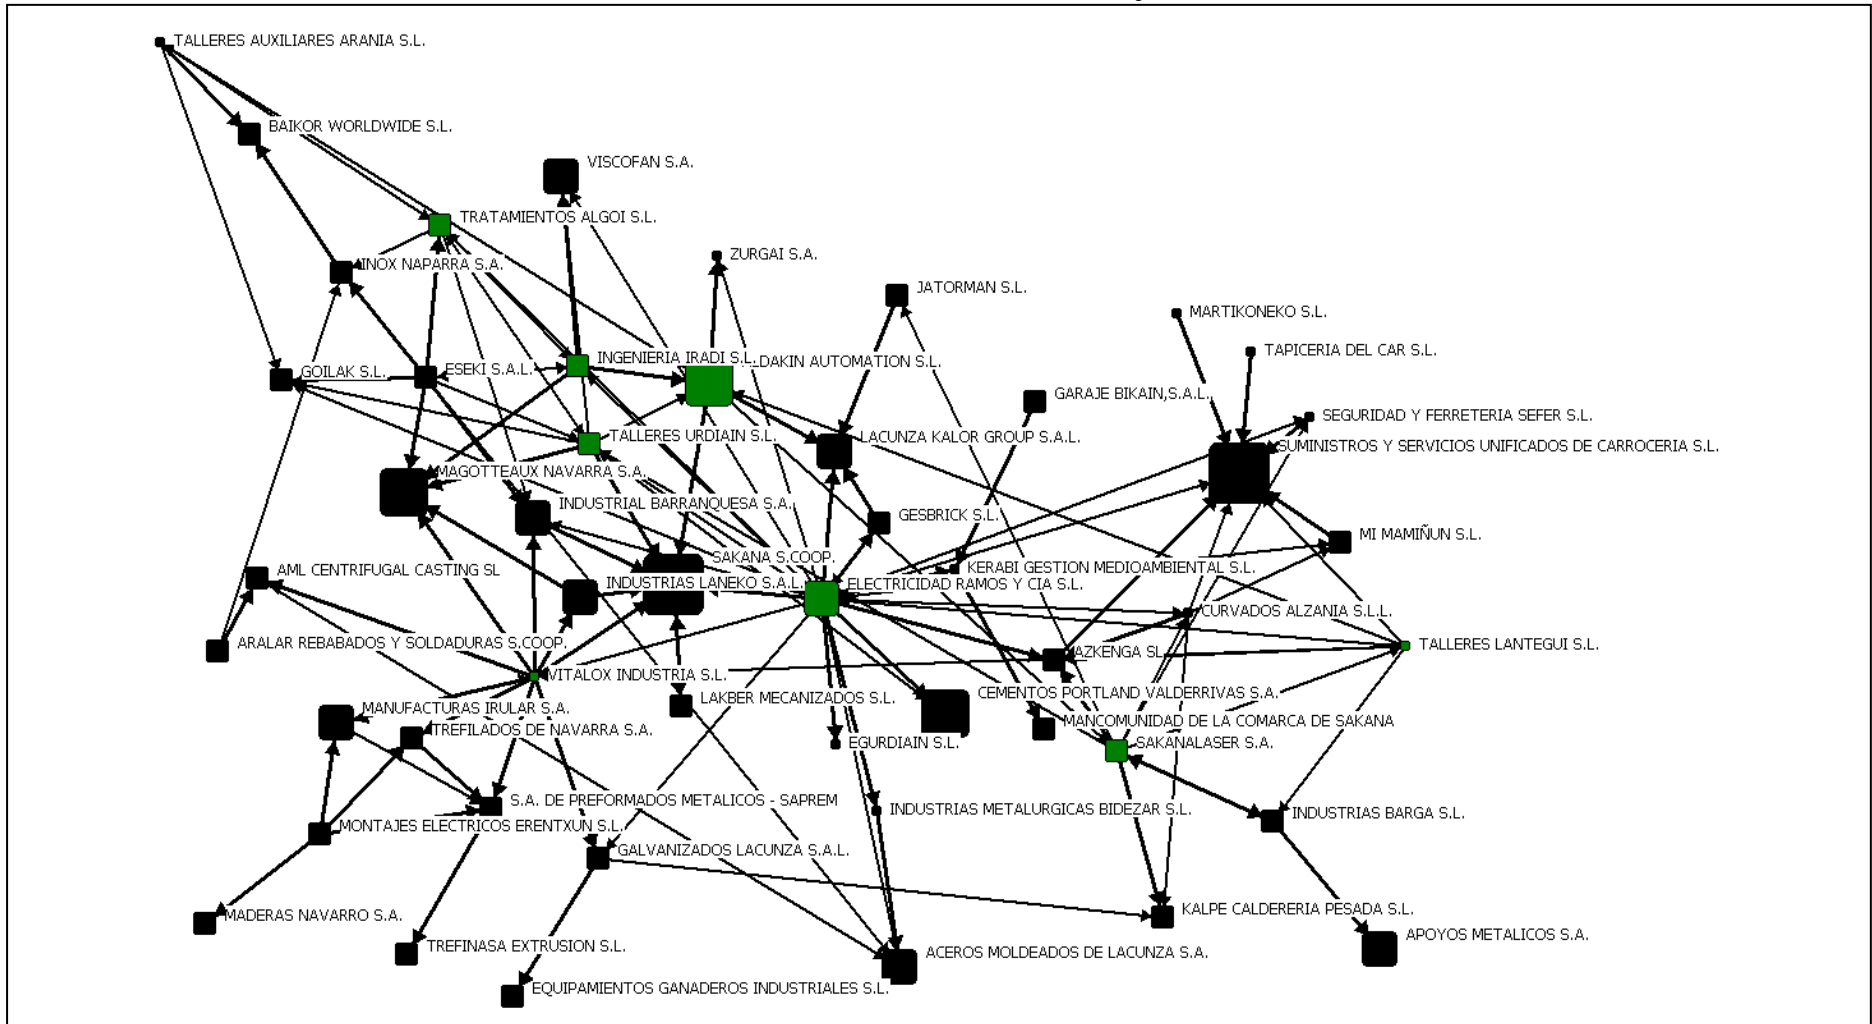 TALLERES AUXILIARES ARANIA S.L.
BAIKOR WORLDWIDE S.L.
VISCOFAN S.A.
TRATAMIENTOS ALGOI S.L.
ZURGAI S.A.
INOX NAPARRA S.A.
JATORMAN S.L.
MARTIKONEKO S.L.
TAPICERIA DEL CAR S.L.
INGENIERIA IRADI S.L.
LDAKIN AUTOMATION S.L.
GOILAK S.L.
ESEKI S.A.L.
GARAJE BIKAIN,S.A.L.
SEGURIDAD Y FERRETERIA SEFER S.L.
TALLERES URDIAIN S.L.
LACUNZA KALOR GROUP S.A.L.
SUMINISTROS Y SERVICIOS UNIFICADOS DE CARROCERIA S.L.
MAGOTTEAUX NAVARRA S.A.
INDUSTRIAL BARRANQUESA S.A.
GESBRICK S.L.
MI MAMIÑUN S.L.
SAKANA S.COOP.
AML CENTRIFUGAL CASTING SL
KERABI GESTION MEDIOAMBIENTAL S.L.
INDUSTRIAS LANEKO S.A.L.
ELECTRICIDAD RAMOS Y CIA S.L.
CURVADOS ALZANIA S.L.L.
ARALAR REBABADOS Y SOLDADURAS S.COOP.
AZKENGA SL
TALLERES LANTEGUI S.L.
VITALOX INDUSTRIA S.L.
LAKBER MECANIZADOS S.L.
CEMENTOS PORTLAND VALDERRIVAS S.A.
MANUFACTURAS IRULAR S.A.
MANCOMUNIDAD DE LA COMARCA DE SAKANA
TREFILADOS DE NAVARRA S.A.
EGURDIAIN S.L.
SAKANALASER S.A.
S.A. DE PREFORMADOS METALICOS - SAPREM
INDUSTRIAS METALURGICAS BIDEZAR S.L.
INDUSTRIAS BARGA S.L.
MONTAJES ELECTRICOS ERENTXUN S.L.
GALVANIZADOS LACUNZA S.A.L.
MADERAS NAVARRO S.A.
KALPE CALDERERIA PESADA S.L.
TREFINASA EXTRUSION S.L.
ACEROS MOLDEADOS DE LACUNZA S.A.
APOYOS METALICOS S.A.
EQUIPAMIENTOS GANADEROS INDUSTRIALES S.L.